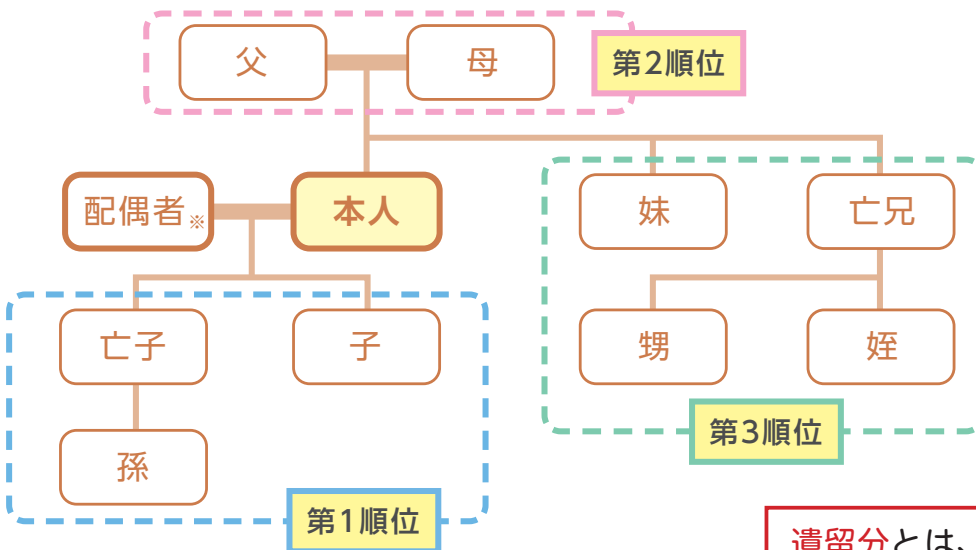 父
母
第2順位
配偶者※
本人
妹
亡兄
亡子
子
甥
姪
孫
第3順位
第1順位
遺留分とは、